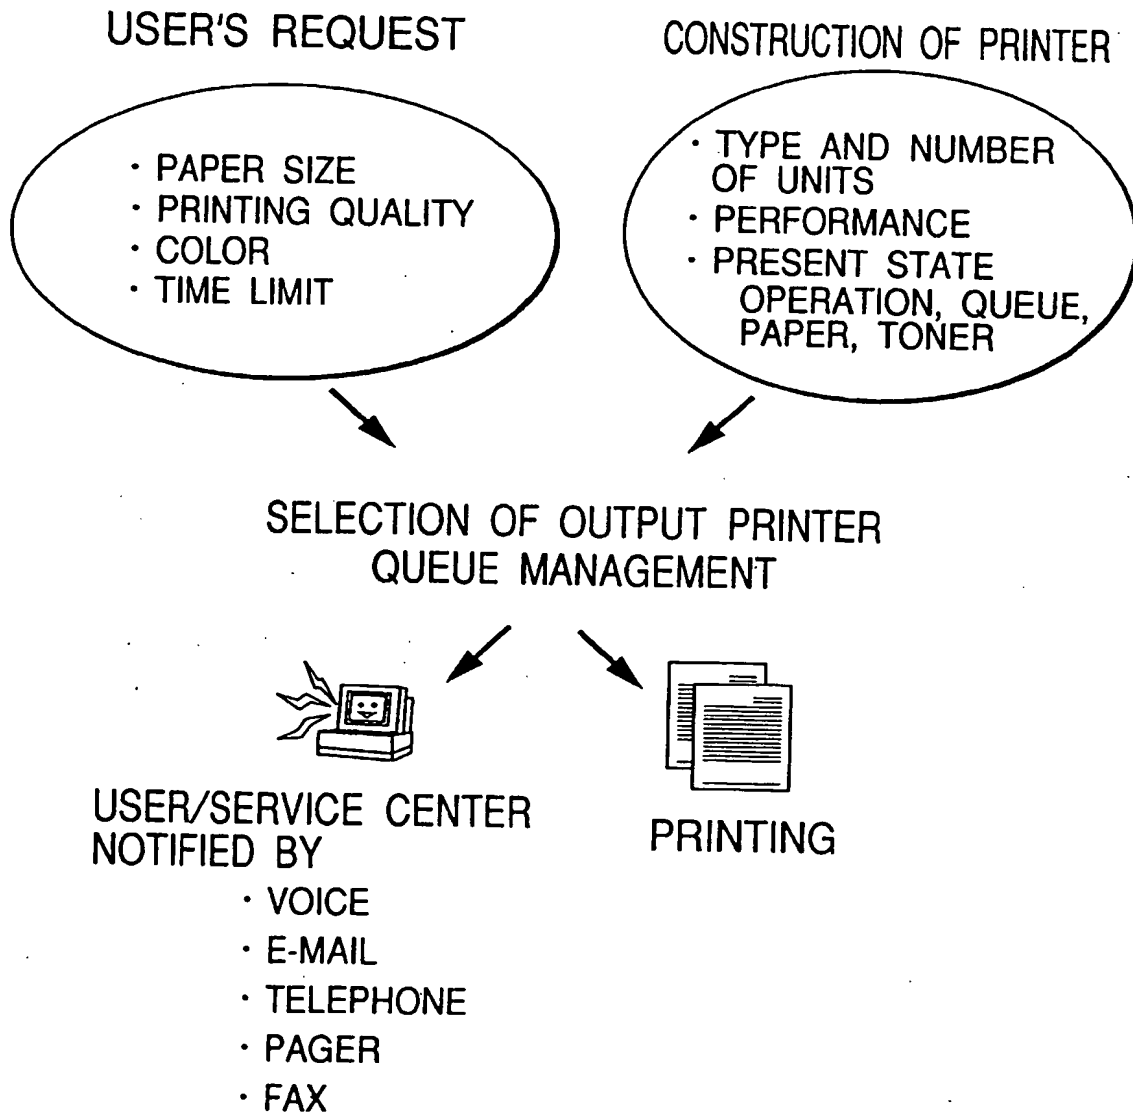 USER'S REQUEST
· PAPER SIZE
· PRINTING QUALITY
· COLOR
· TIME LIMIT
CONSTRUCTION OF PRINTER
· TYPE AND NUMBER
OF UNITS
· PERFORMANCE
· PRESENT STATE
OPERATION, QUEUE,
PAPER, TONER
SELECTION OF OUTPUT PRINTER
QUEUE MANAGEMENT
USER/SERVICE CENTER
NOTIFIED BY
· VOICE
· E-MAIL
· TELEPHONE
· PAGER
· FAX
PRINTING